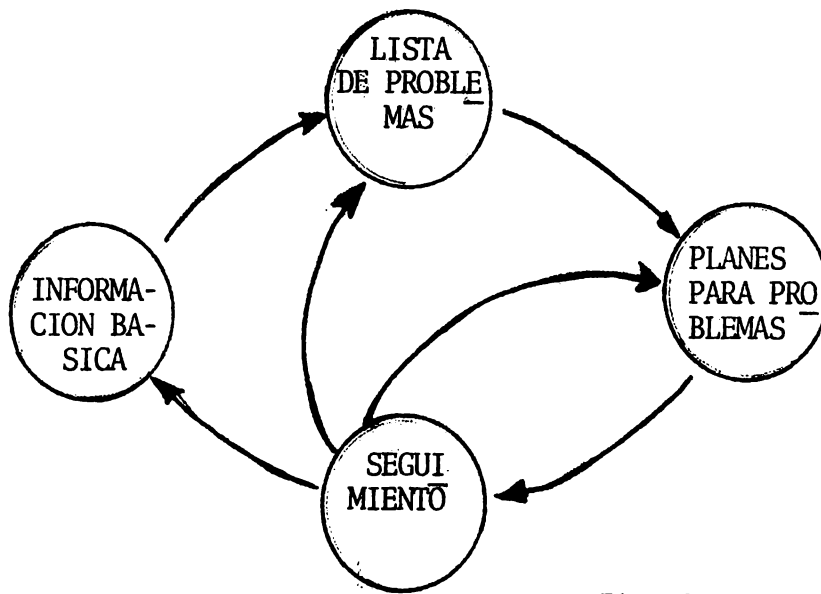 LISTA
DE PROBLE
MAS
INFORMA-
CION BA-
SICA
PLANES
PARA PRO
BLEMAS
SEGUI
MIENTO